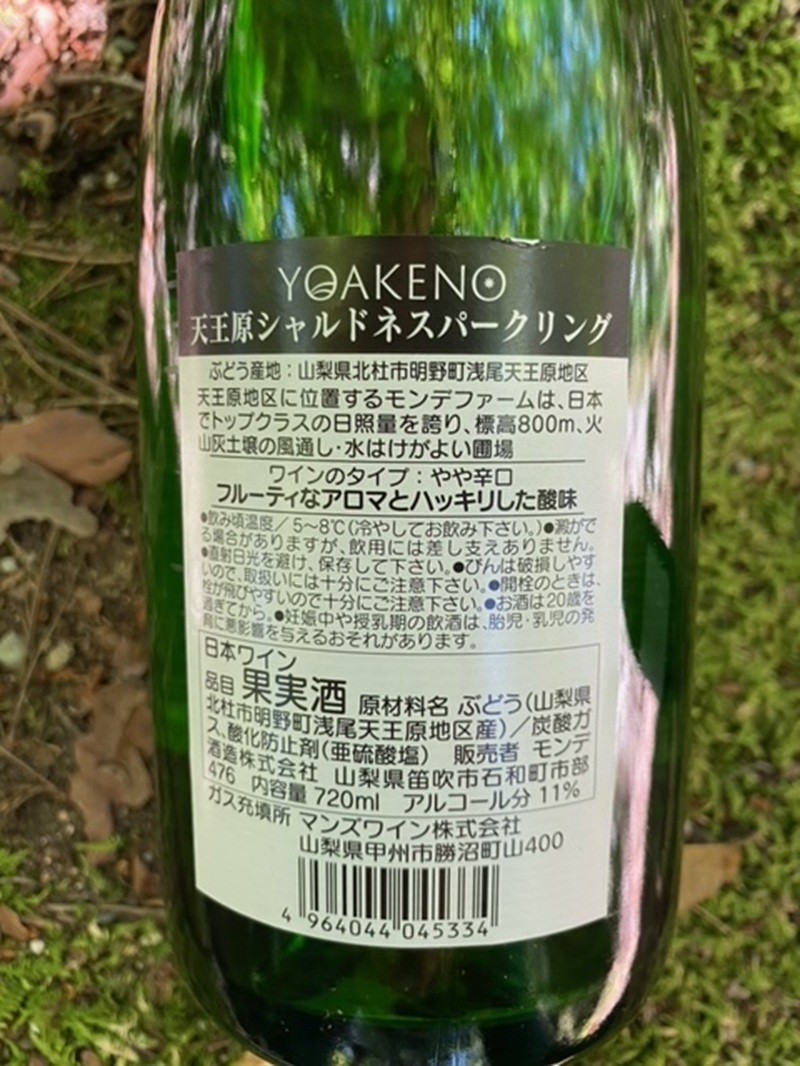 YOAKENO
天王原シャルドネスパークリング
ぶどう産地：山梨県北杜市明野町浅尾天王原地区
天王原地区に位置するモンデファームは、日本
でトップクラスの日照量を誇り、標高800m、火
山灰土壌の風通し・水はけがよい圃場
ワインのタイプ：やや辛口
フルーティなアロマとハッキリした酸味
●飲み頃温度／5～8℃(冷やしてお飲み下さい。)●澱がで
る場合がありますが、飲用には差し支えありません。
●直射日光を避け、保存して下さい。●びんは破損しやす
いので、取扱いには十分にご注意下さい。●開栓のときは、
栓が飛びやすいので十分にご注意下さい。●お酒は20歳を
過ぎてから。●妊娠中や授乳期の飲酒は、胎児・乳児の発
育に悪影響を与えるおそれがあります。
日本ワイン
品目 果実酒 原材料名 ぶどう(山梨県
北杜市明野町浅尾天王原地区産)／炭酸ガ
ス、酸化防止剤(亜硫酸塩) 販売者 モンデ
酒造株式会社 山梨県笛吹市石和町市部
476 内容量 720ml アルコール分 11%
ガス充填所 マンズワイン株式会社
山梨県甲州市勝沼町山400
4 964044 045334